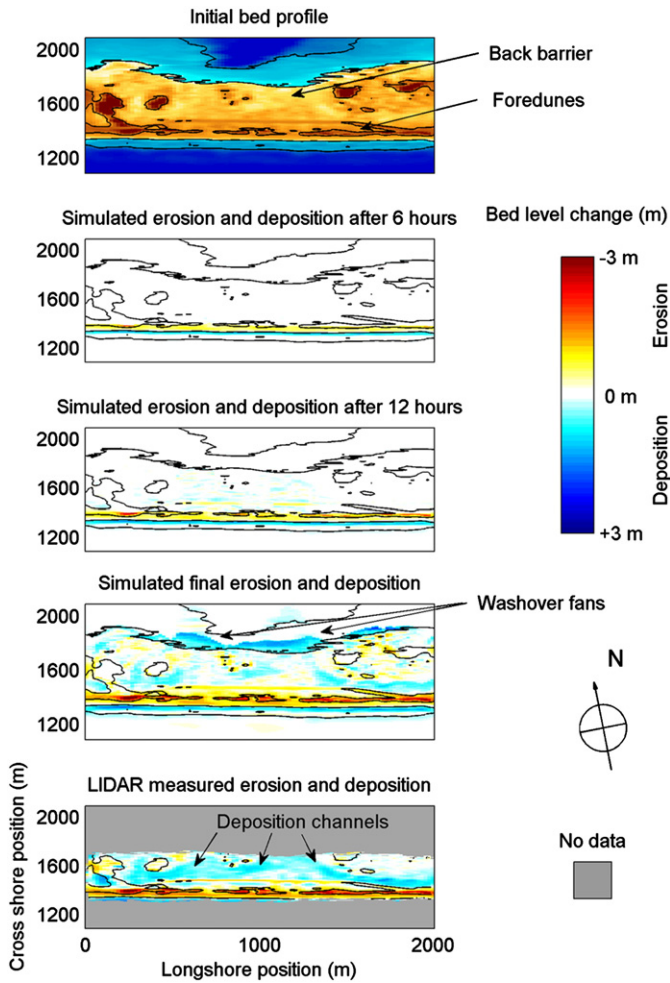 Initial bed profile
2000
1600
1200
Back barrier
Foredunes
Simulated erosion and deposition after 6 hours
2000
1600
1200
Bed level change (m)
-3 m
0 m
+3 m
Erosion
Deposition
Simulated erosion and deposition after 12 hours
2000
1600
1200
Simulated final erosion and deposition
2000
1600
1200
Washover fans
N
LIDAR measured erosion and deposition
2000
1600
1200
Deposition channels
No data
0
1000
2000
Longshore position (m)
Cross shore position (m)